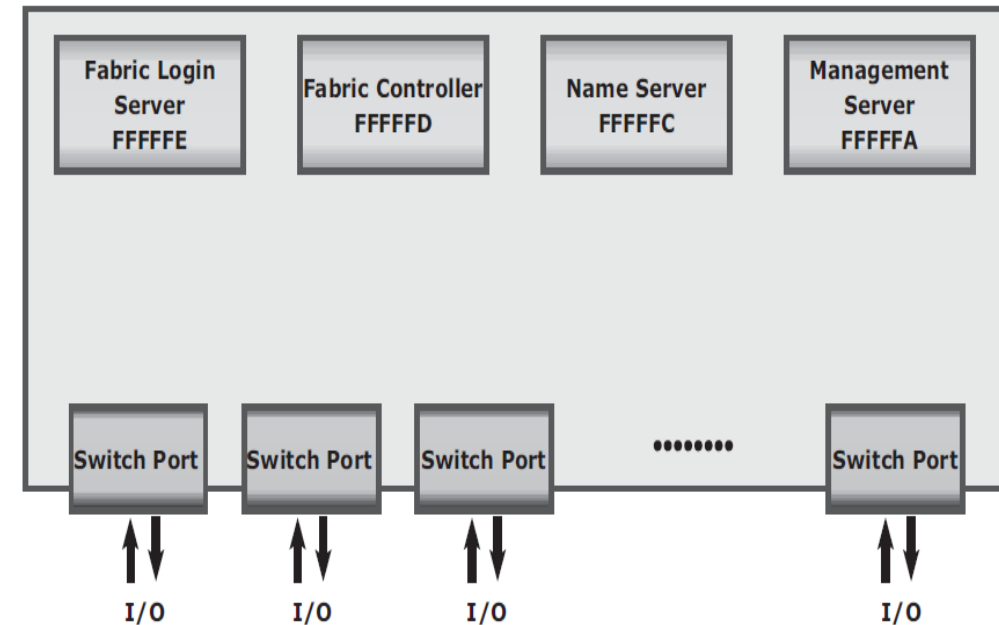 Fabric Login
Server
FFFFFE
Fabric Controller
FFFFFD
Name Server
FFFFFC
Management
Server
FFFFFA
Switch Port
Switch Port
Switch Port
........
Switch Port
I/O
I/O
I/O
I/O